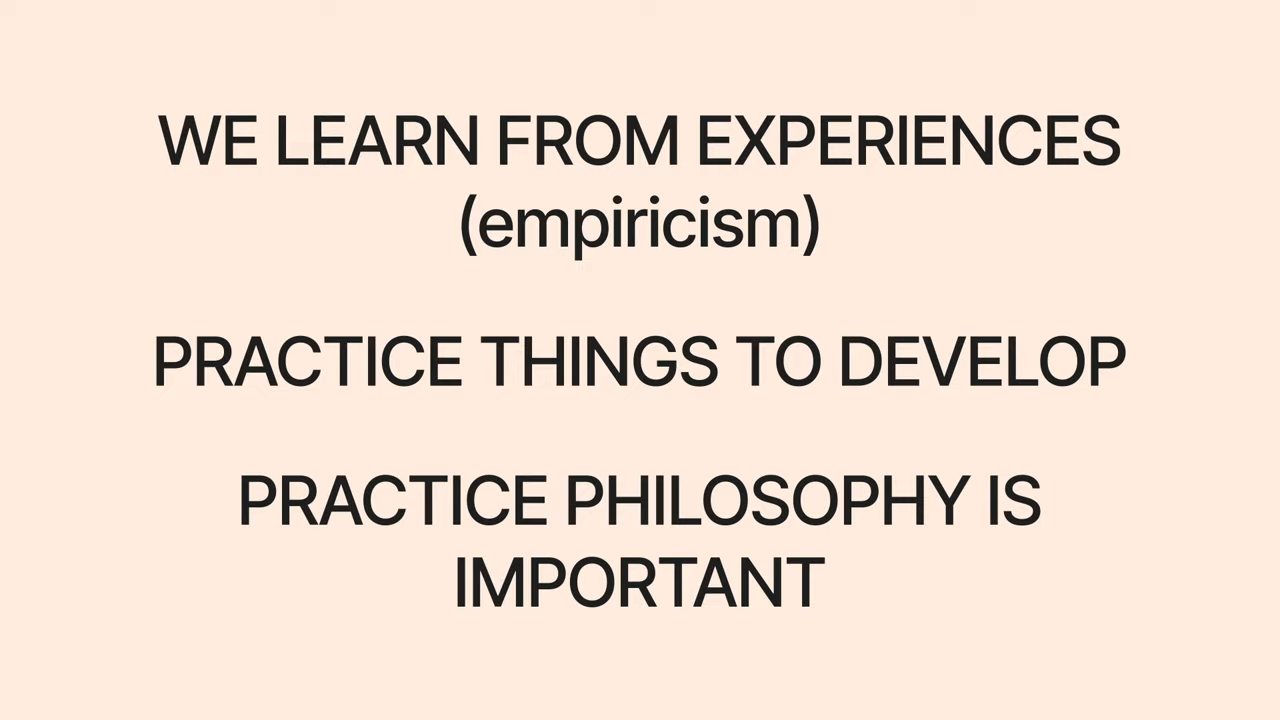 WE LEARN FROM EXPERIENCES
(empiricism)
PRACTICE THINGS TO DEVELOP
PRACTICE PHILOSOPHY IS
IMPORTANT